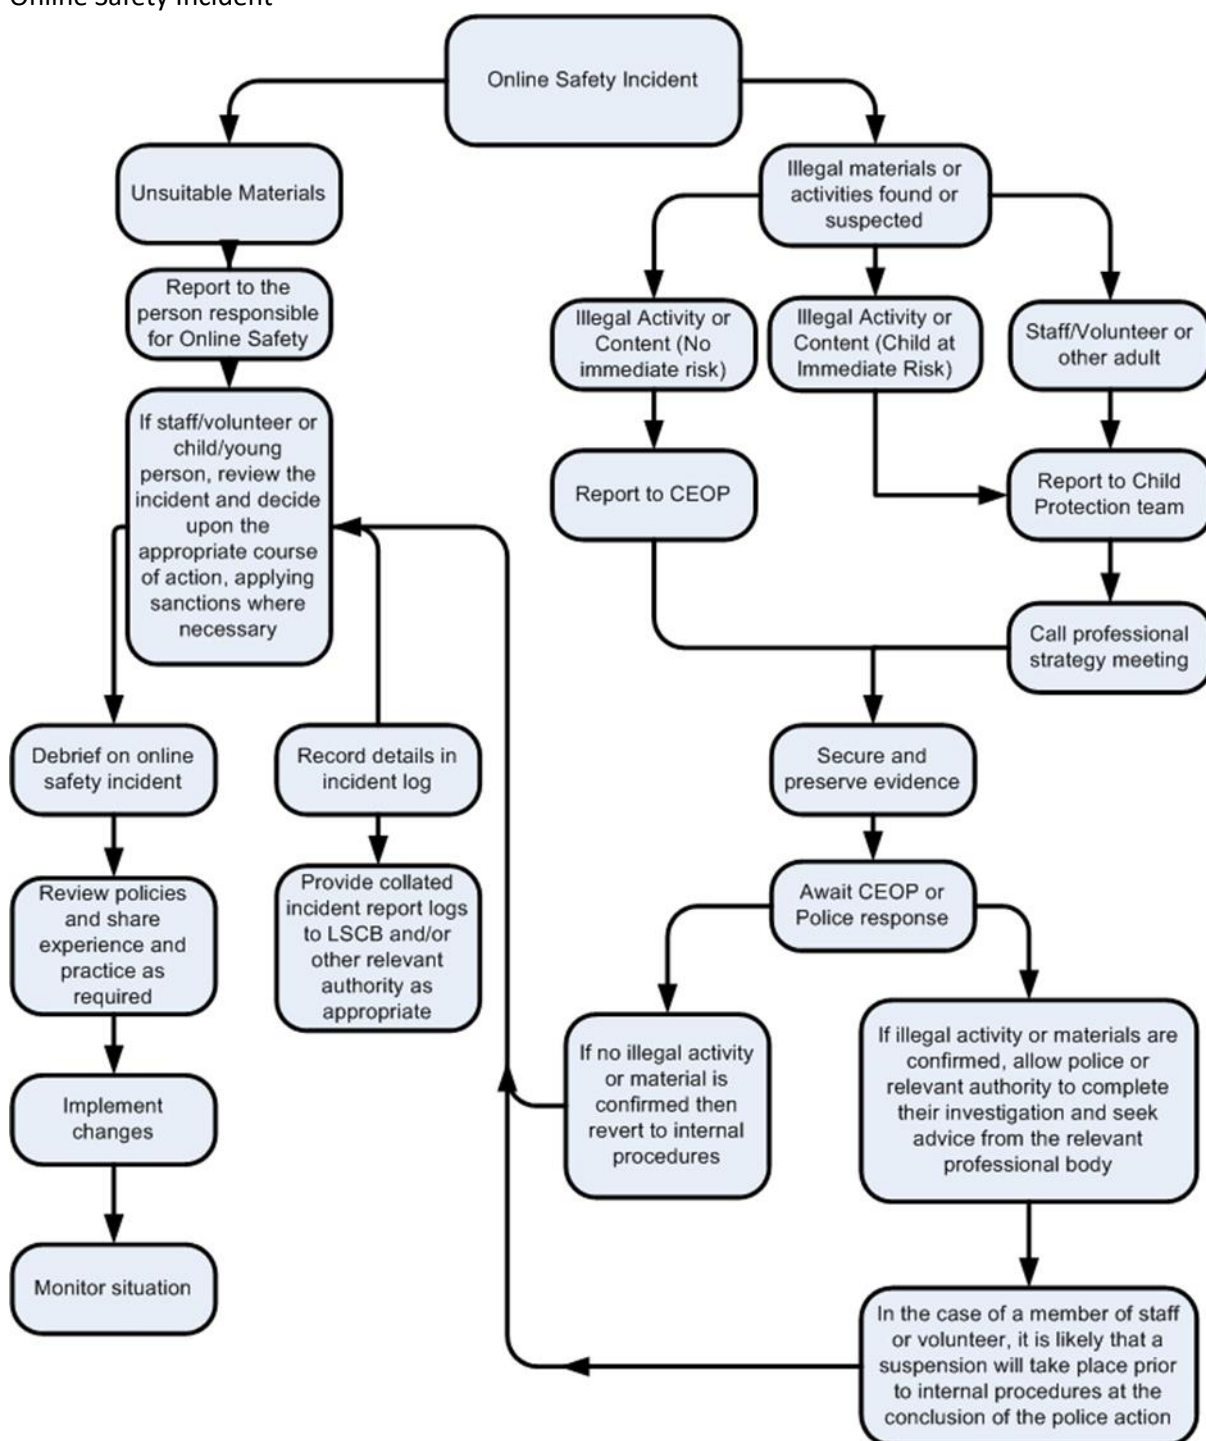 Online Safety Incident
Online Safety Incident
Unsuitable Materials
Illegal materials or
activities found or
suspected
Report to the
person responsible
for Online Safety
Illegal Activity or
Content (No
immediate risk)
Illegal Activity or
Content (Child at
Immediate Risk)
Staff/Volunteer or
other adult
If staff/volunteer or
child/young
person, review the
incident and decide
upon the
appropriate course
of action, applying
sanctions where
necessary
Report to CEOP
Report to Child
Protection team
Call professional
strategy meeting
Debrief on online
safety incident
Record details in
incident log
Secure and
preserve evidence
Review policies
and share
experience and
practice as
required
Provide collated
incident report logs
to LSCB and/or
other relevant
authority as
appropriate
Await CEOP or
Police response
If no illegal activity
or material is
confirmed then
revert to internal
procedures
If illegal activity or materials are
confirmed, allow police or
relevant authority to complete
their investigation and seek
advice from the relevant
professional body
Implement
changes
Monitor situation
In the case of a member of staff
or volunteer, it is likely that a
suspension will take place prior
to internal procedures at the
conclusion of the police action